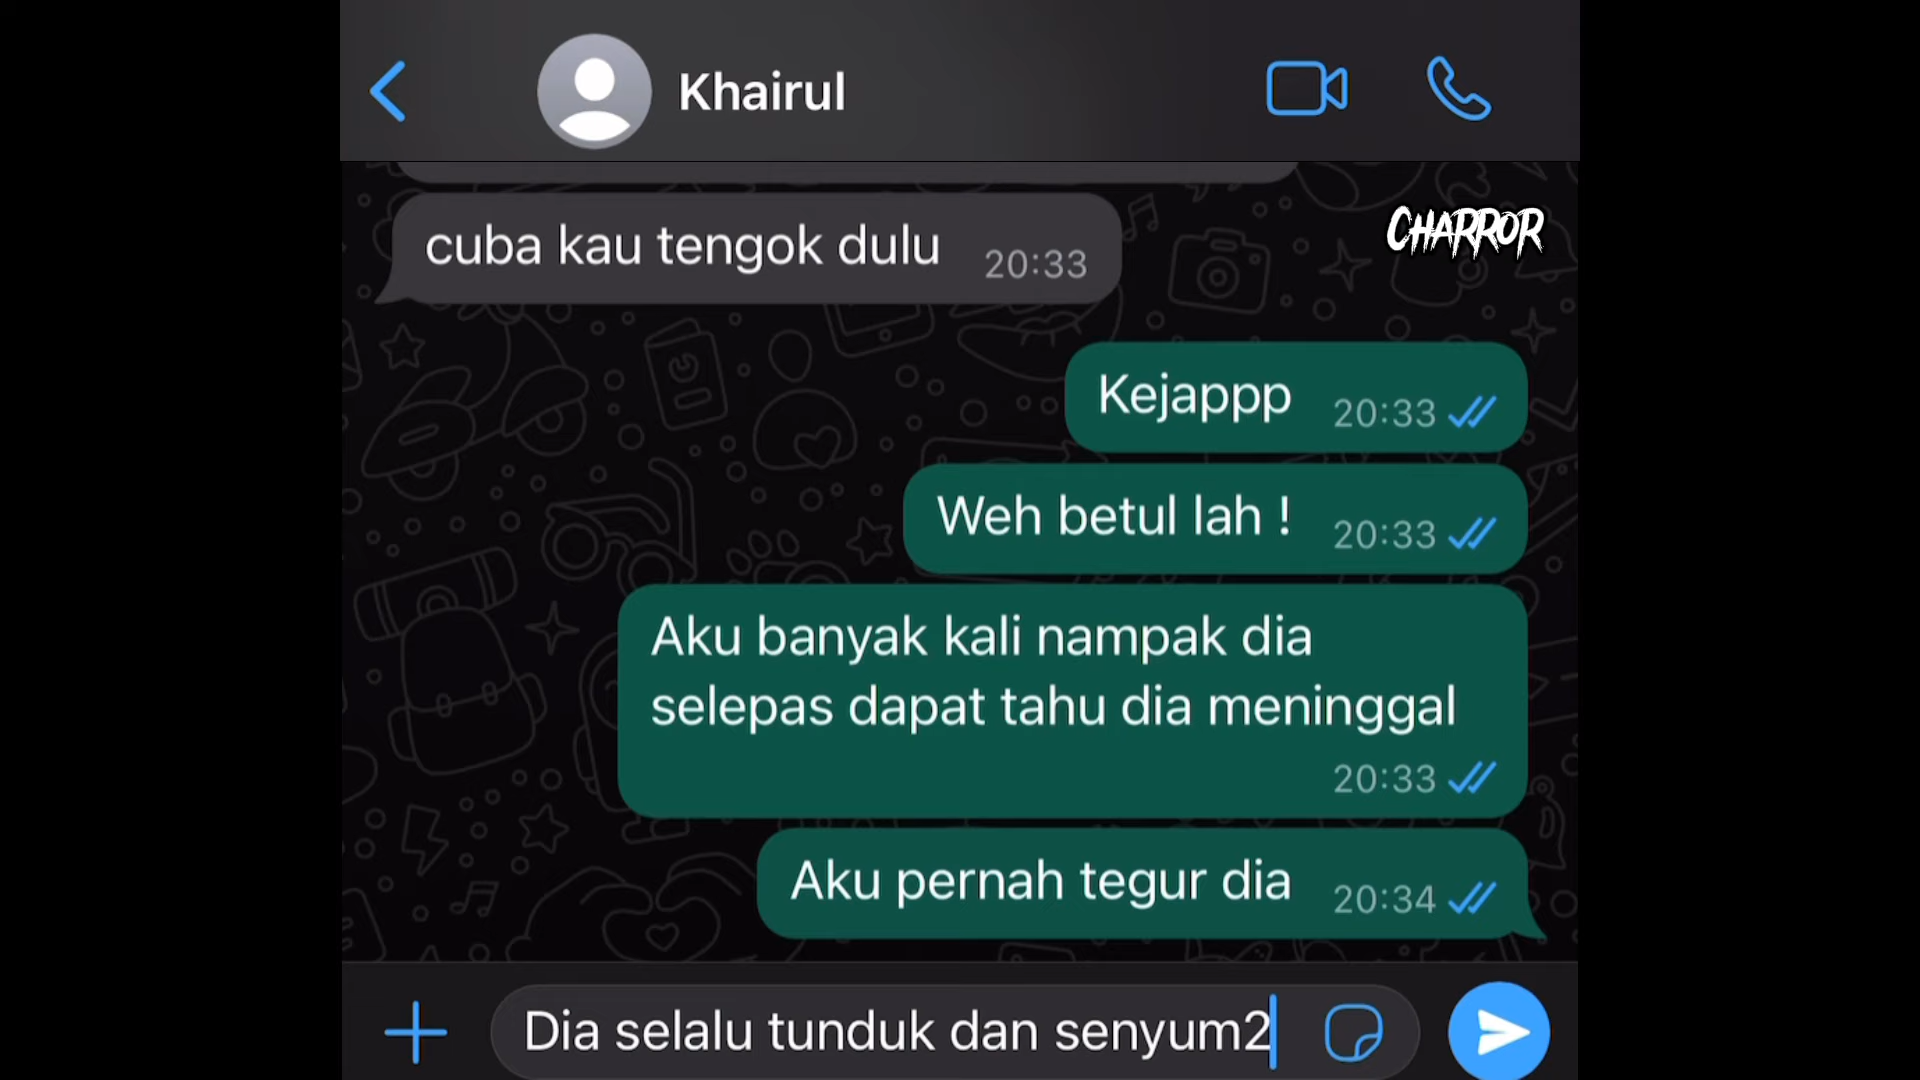 Khairul
CHARROR
cuba kau tengok dulu 20:33
Kejappp 20:33
Weh betul lah ! 20:33
Aku banyak kali nampak dia
selepas dapat tahu dia meninggal
20:33
Aku pernah tegur dia 20:34
Dia selalu tunduk dan senyum2